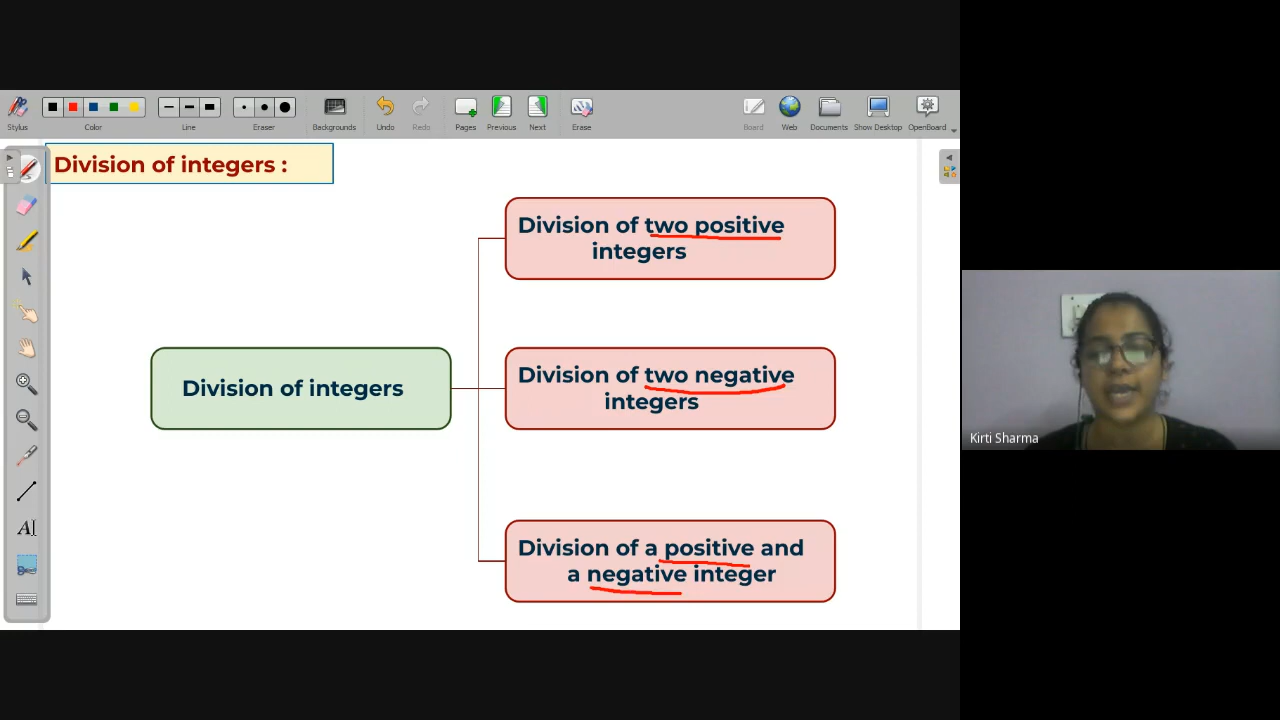 Stylus
Color
Line
Eraser
Backgrounds
Undo
Redo
Pages
Previous
Next
Erase
Board
Web
Documents
Show Desktop
OpenBoard
Division of integers :
Division of two positive
integers
Division of integers
Division of two negative
integers
Division of a positive and
a negative integer
AI
Kirti Sharma